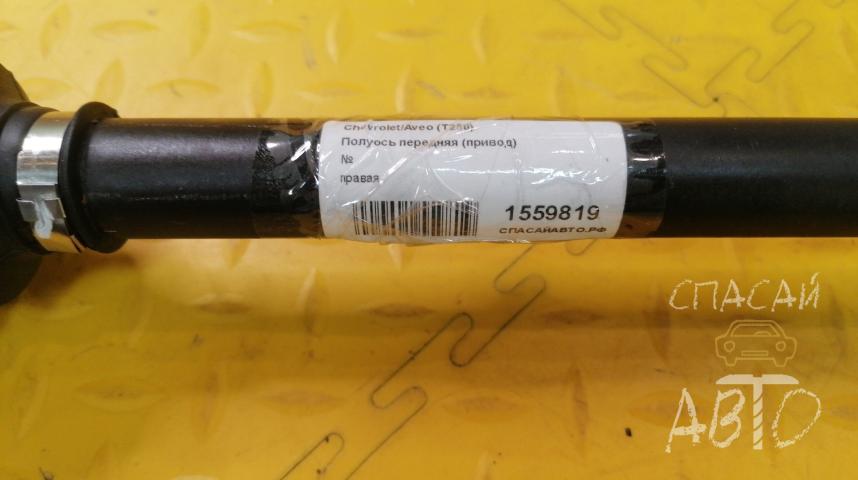 Chevrolet/Aveo (T250)
Полуось передняя (привод)
№
правая
1559819
СПАСАЙАВТО.РФ
СПАСАЙ
АВТО